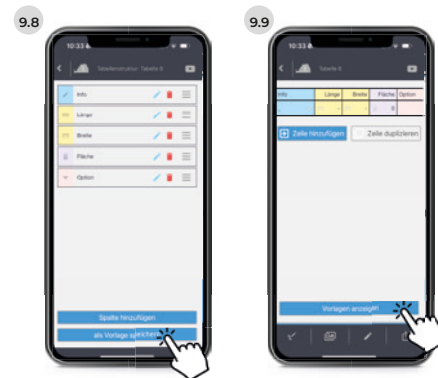 9.8
10:33
Tabellenstruktur: Tabelle 6
Info
Länge
Breite
Fläche
Option
Spalte hinzufügen
als Vorlage speichern
9.9
10:33
Tabelle 6
Info Länge Breite Fläche Option
0
Zeile hinzufügen
Zeile duplizieren
Vorlagen anzeigen